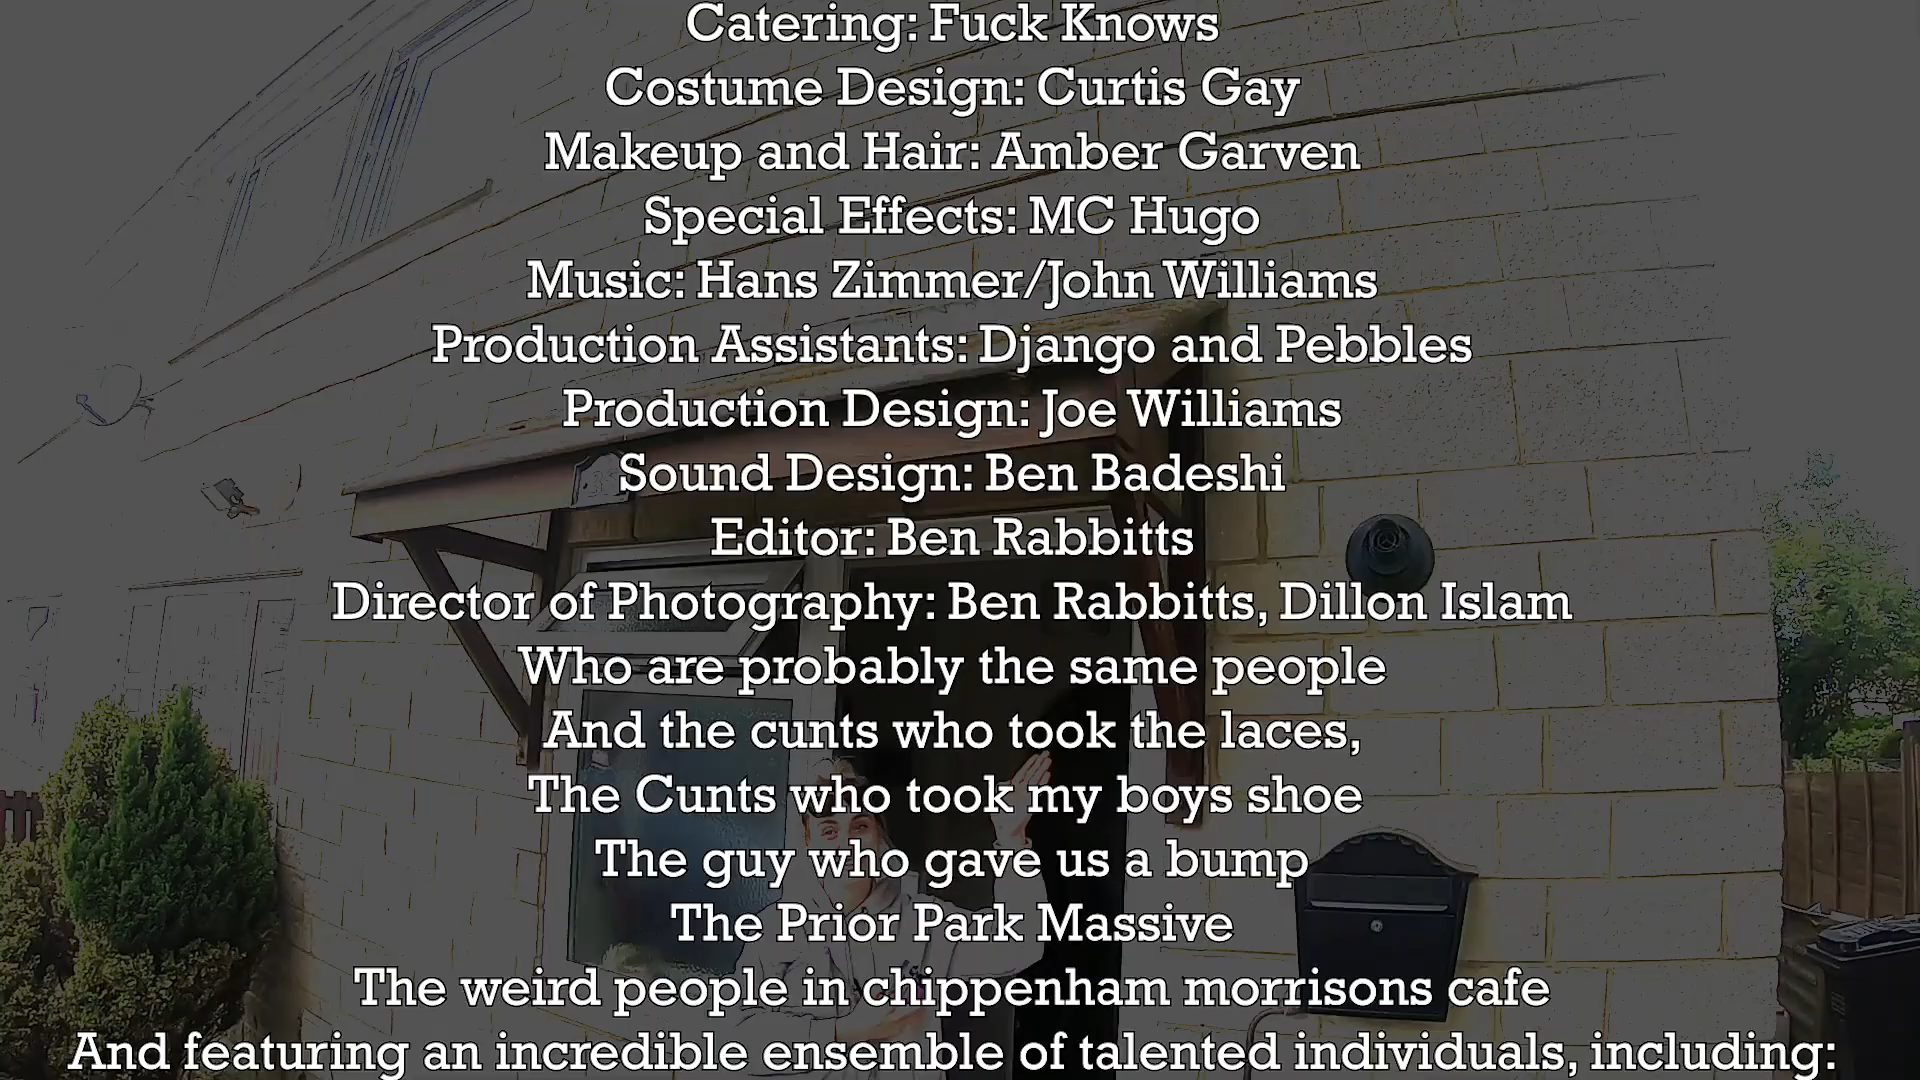 Catering: Fuck Knows
Costume Design: Curtis Gay
Makeup and Hair: Amber Garven
Special Effects: MC Hugo
Music: Hans Zimmer/John Williams
Production Assistants: Django and Pebbles
Production Design: Joe Williams
Sound Design: Ben Badeshi
Editor: Ben Rabbitts
Director of Photography: Ben Rabbitts, Dillon Islam
Who are probably the same people
And the cunts who took the laces,
The Cunts who took my boys shoe
The guy who gave us a bump
The Prior Park Massive
The weird people in chippenham morrisons cafe
And featuring an incredible ensemble of talented individuals, including: